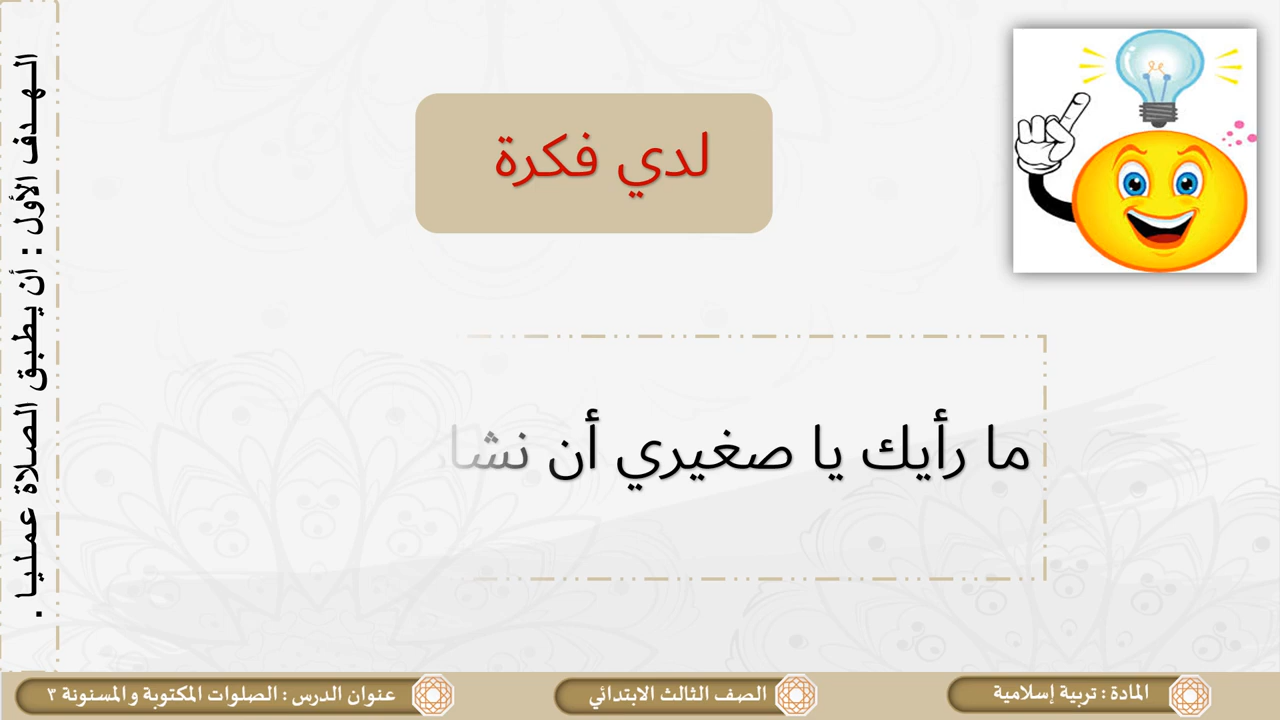 لدي فكرة
ما رأيك يا صغيري أن
الهدف الأول : أن يطبق الصلاة عمليا .
المادة : تربية إسلامية
الصف الثالث الابتدائي
عنوان الدرس : الصلوات المكتوبة و المسنونة ٣